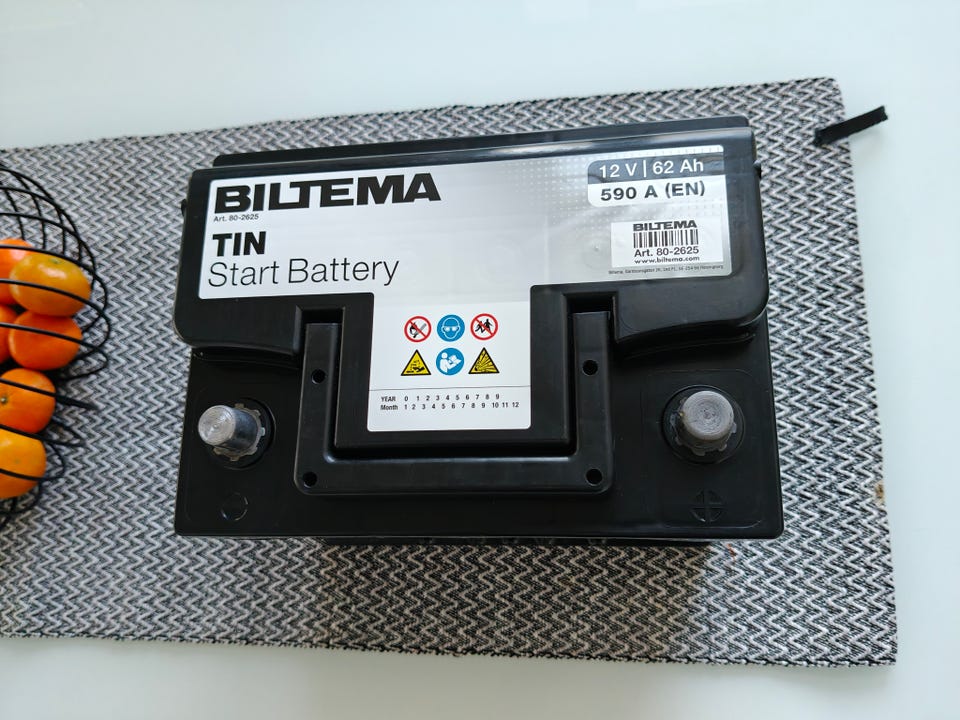 BILTEMA
Art. 80-2625
TIN
Start Battery
12 V | 62 Ah
590 A (EN)
BILTEMA
Art. 80-2625
www.biltema.com
YEAR 0 1 2 3 4 5 6 7 8 9
Month 1 2 3 4 5 6 7 8 9 10 11 12